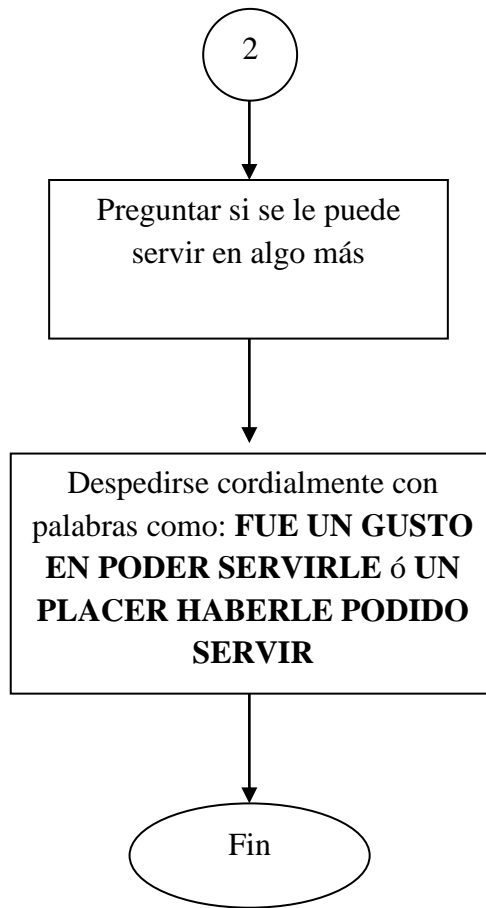 2
Preguntar si se le puede
servir en algo más
Despedirse cordialmente con
palabras como: FUE UN GUSTO
EN PODER SERVIRLE ó UN
PLACER HABERLE PODIDO
SERVIR
Fin